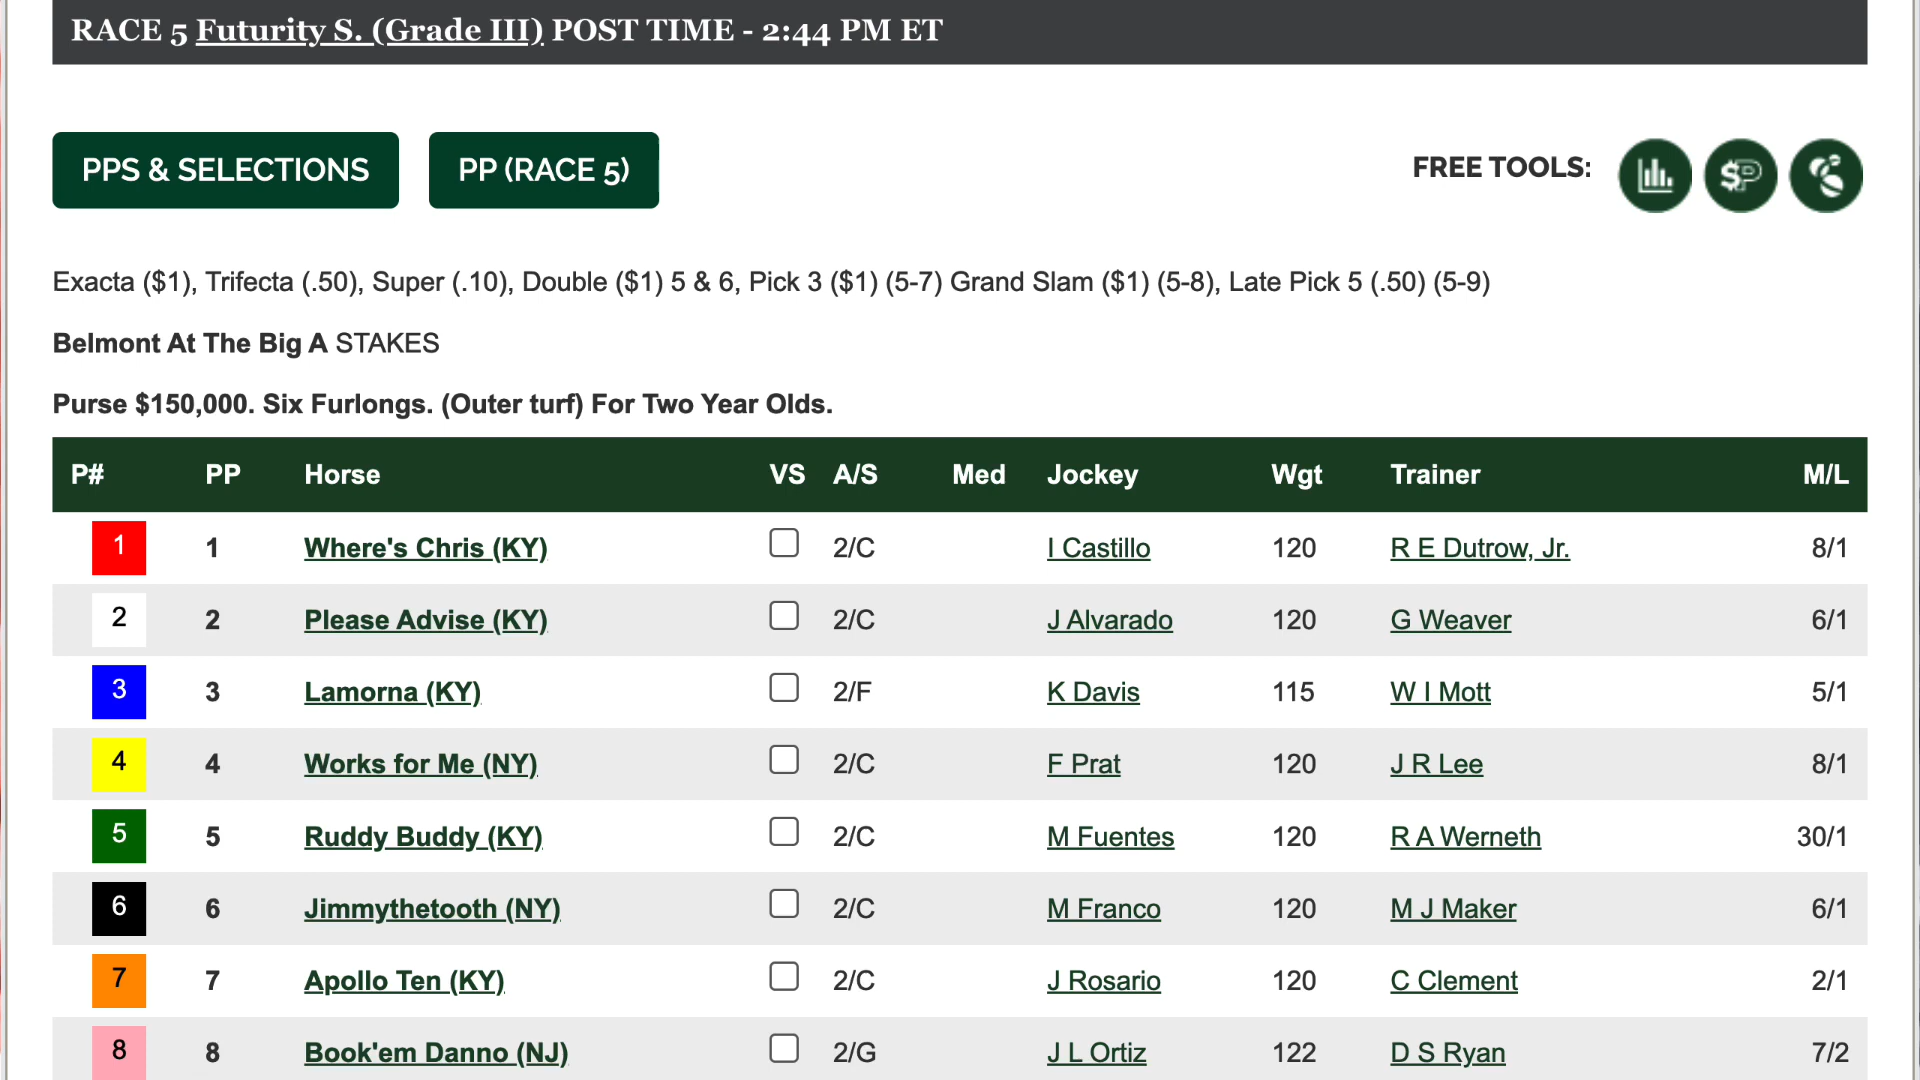 RACE 5 Futurity S. (Grade III) POST TIME - 2:44 PM ET
PPS & SELECTIONS PP (RACE 5) FREE TOOLS:
Exacta ($1), Trifecta (.50), Super (.10), Double ($1) 5 & 6, Pick 3 ($1) (5-7) Grand Slam ($1) (5-8), Late Pick 5 (.50) (5-9)
Belmont At The Big A STAKES
Purse $150,000. Six Furlongs. (Outer turf) For Two Year Olds.
P# PP Horse VS A/S Med Jockey Wgt Trainer M/L
1 1 Where's Chris (KY) 2/C I Castillo 120 R E Dutrow, Jr. 8/1
2 2 Please Advise (KY) 2/C J Alvarado 120 G Weaver 6/1
3 3 Lamorna (KY) 2/F K Davis 115 W I Mott 5/1
4 4 Works for Me (NY) 2/C F Prat 120 J R Lee 8/1
5 5 Ruddy Buddy (KY) 2/C M Fuentes 120 R A Werneth 30/1
6 6 Jimmythetooth (NY) 2/C M Franco 120 M J Maker 6/1
7 7 Apollo Ten (KY) 2/C J Rosario 120 C Clement 2/1
8 8 Book'em Danno (NJ) 2/G J L Ortiz 122 D S Ryan 7/2